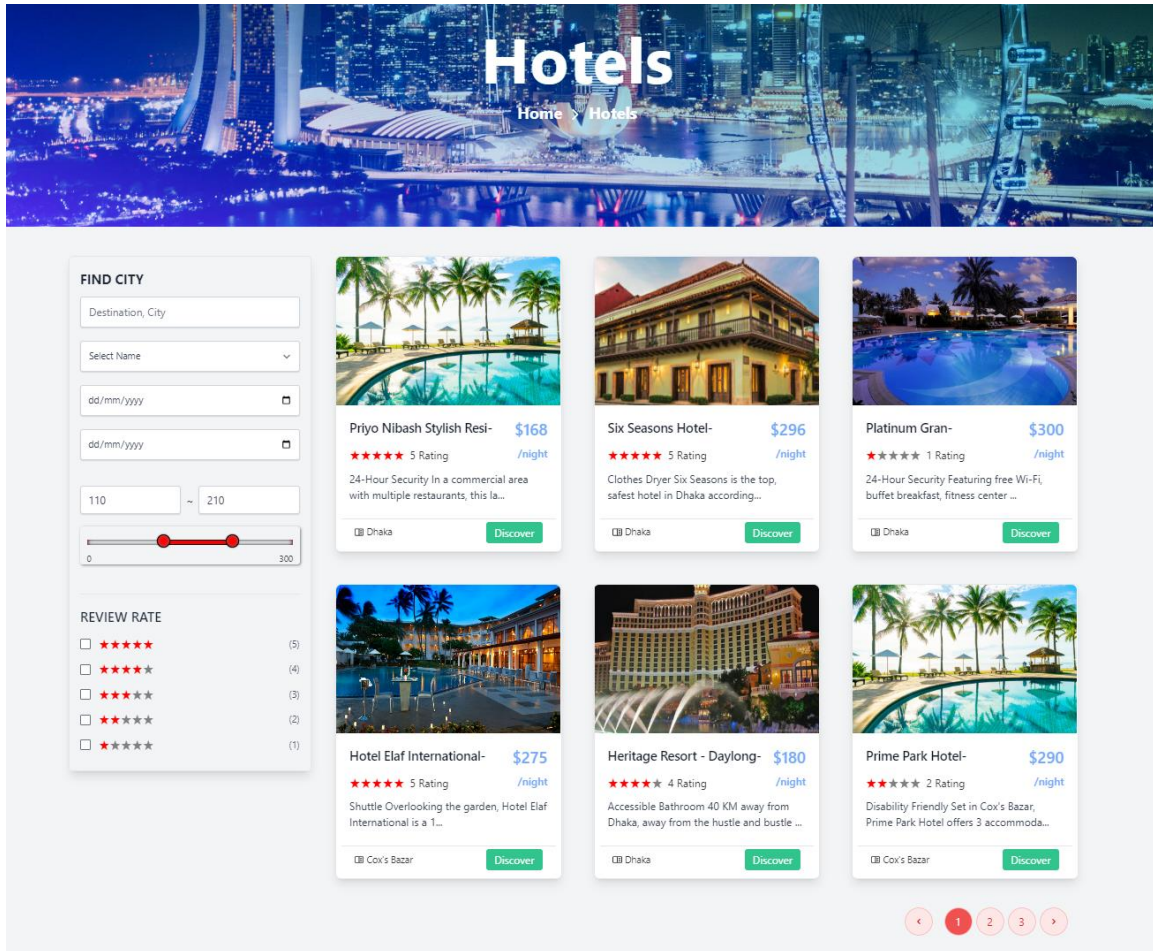 Hotels
Home > Hotels
FIND CITY
Destination, City
Select Name
dd/mm/yyyy
dd/mm/yyyy
110 ~ 210
0 300
REVIEW RATE
(5)
(4)
(3)
(2)
(1)
Priyo Nibash Stylish Resi- $168
★★★★★ 5 Rating /night
24-Hour Security In a commercial area
with multiple restaurants, this la...
Dhaka Discover
Six Seasons Hotel- $296
★★★★★ 5 Rating /night
Clothes Dryer Six Seasons is the top,
safest hotel in Dhaka according...
Dhaka Discover
Platinum Gran- $300
★★★★★ 1 Rating /night
24-Hour Security Featuring free Wi-Fi,
buffet breakfast, fitness center ...
Dhaka Discover
Hotel Elaf International- $275
★★★★★ 5 Rating /night
Shuttle Overlooking the garden, Hotel Elaf
International is a 1...
Cox's Bazar Discover
Heritage Resort - Daylong- $180
★★★★★ 4 Rating /night
Accessible Bathroom 40 KM away from
Dhaka, away from the hustle and bustle ...
Dhaka Discover
Prime Park Hotel- $290
★★★★★ 2 Rating /night
Disability Friendly Set in Cox's Bazar,
Prime Park Hotel offers 3 accommoda...
Cox's Bazar Discover
‹ 1 2 3 ›